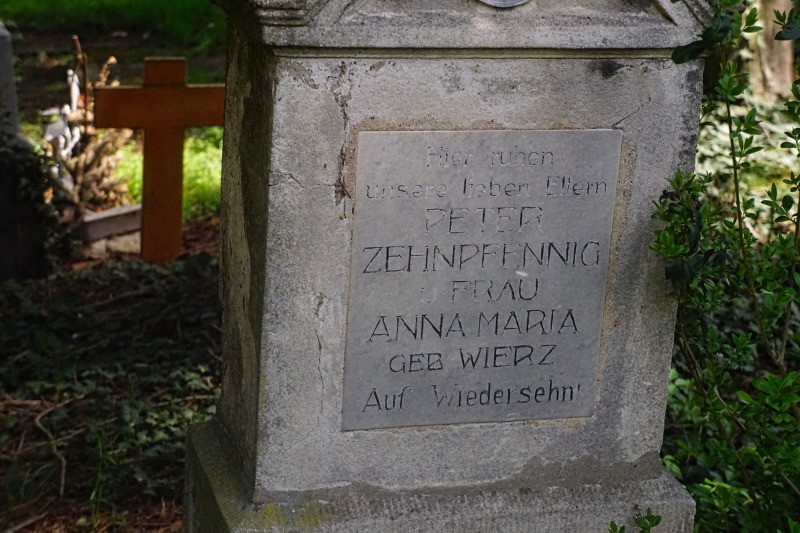 Hier ruhen
unsere lieben Eltern
PETER
ZEHNPFENNIG
u FRAU
ANNA MARIA
GEB WIERZ
Auf Wiedersehn!